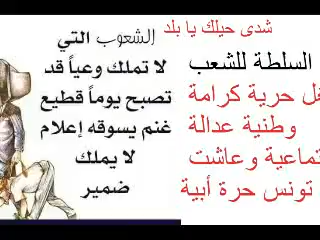 شدى حيلك يا بلد
السلطة للشعب
حرية كرامة
وطنية عدالة
وعاشت
تونس حرة أبية
الشعوب التي
لا تملك وعياً قد
تصبح يوماً قطيع
غنم يسوقه إعلام
لا يملك
ضمير